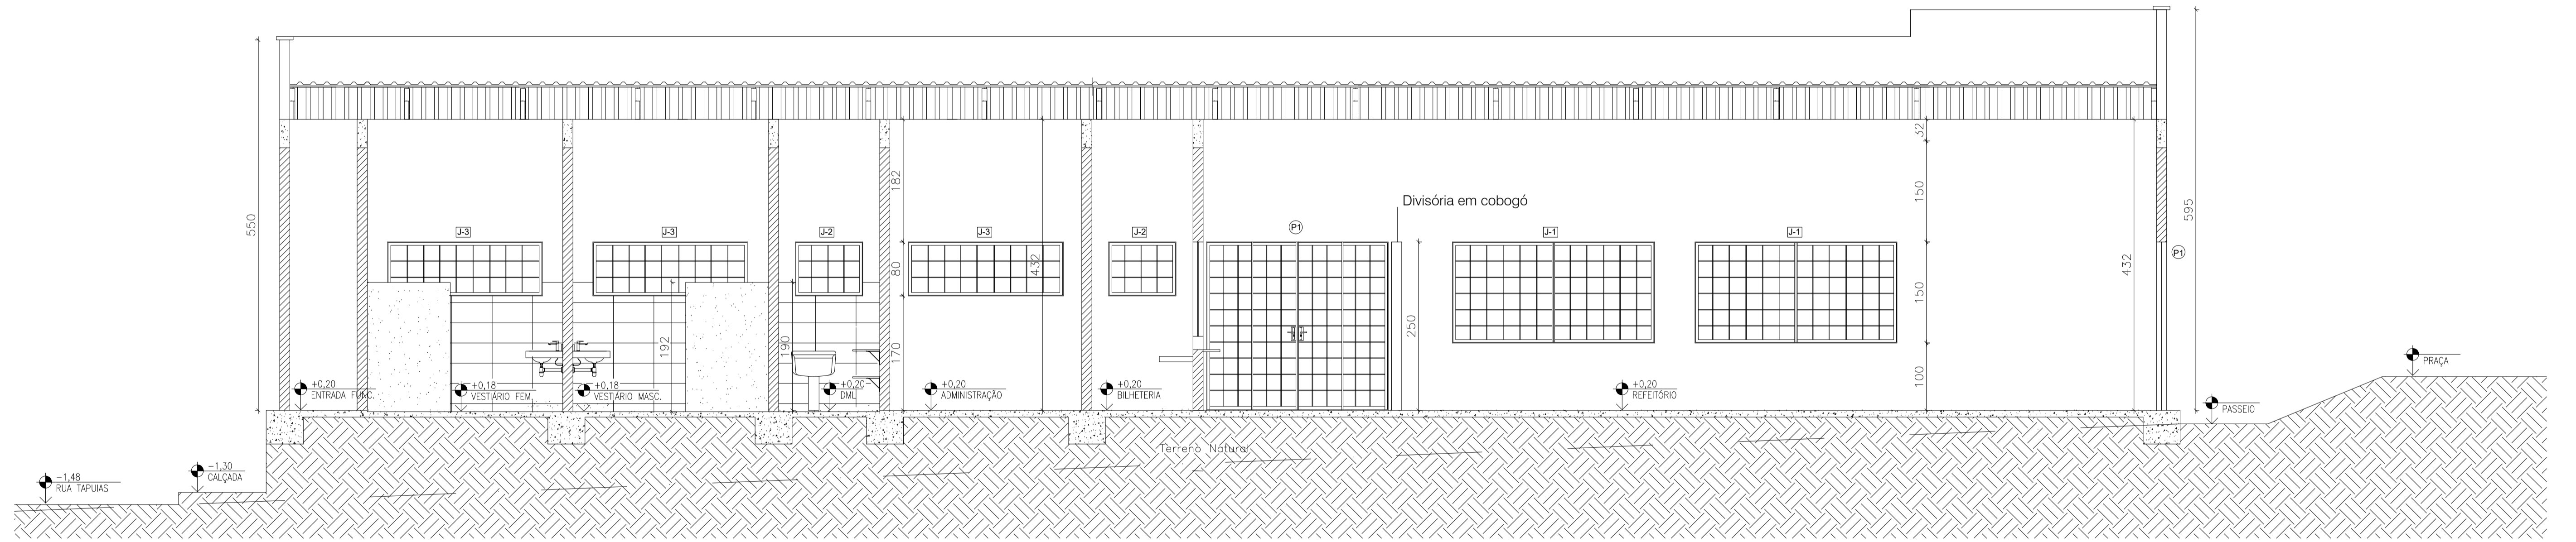 550
595
32
182
150
Divisória em cobogó
J-3
J-3
J-2
J-3
J-2
P1
J-1
J-1
P1
80
432
432
150
250
192
190
170
100
+0,20
ENTRADA FUNC.
+0,18
VESTIÁRIO FEM.
+0,18
VESTIÁRIO MASC.
+0,20
DML
+0,20
ADMINISTRAÇÃO
+0,20
BILHETERIA
+0,20
REFEITÓRIO
PRAÇA
PASSEIO
Terreno Natural
-1,30
CALÇADA
-1,48
RUA TAPUIAS